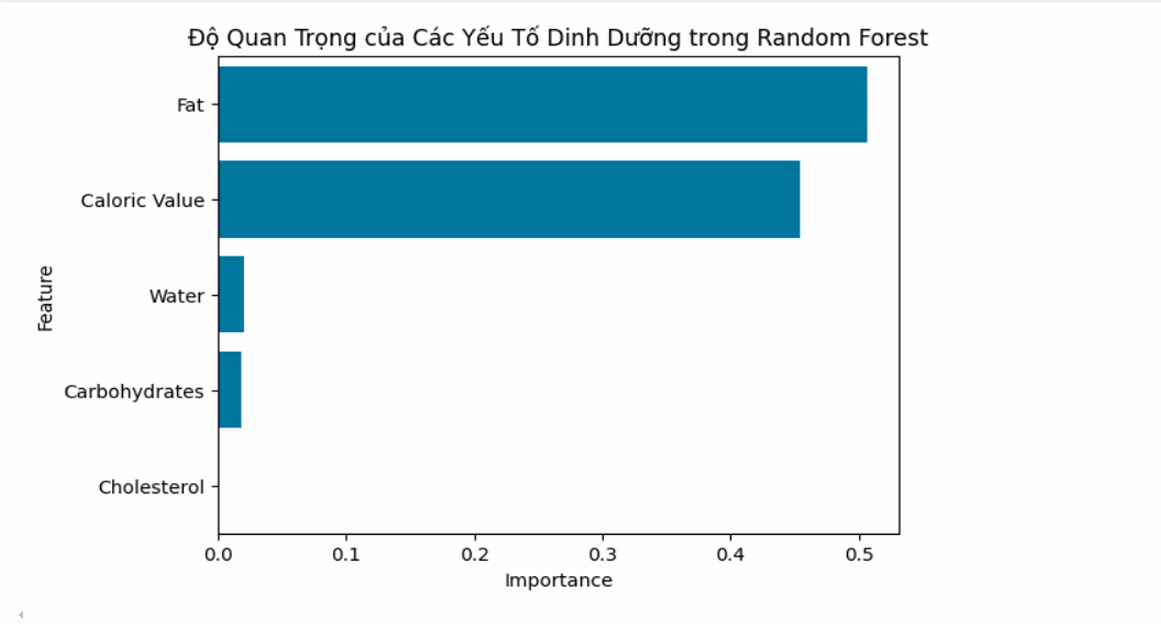 Độ Quan Trọng của Các Yếu Tố Dinh Dưỡng trong Random Forest
Fat
Caloric Value
Water
Carbohydrates
Cholesterol
Feature
0.0 0.1 0.2 0.3 0.4 0.5
Importance